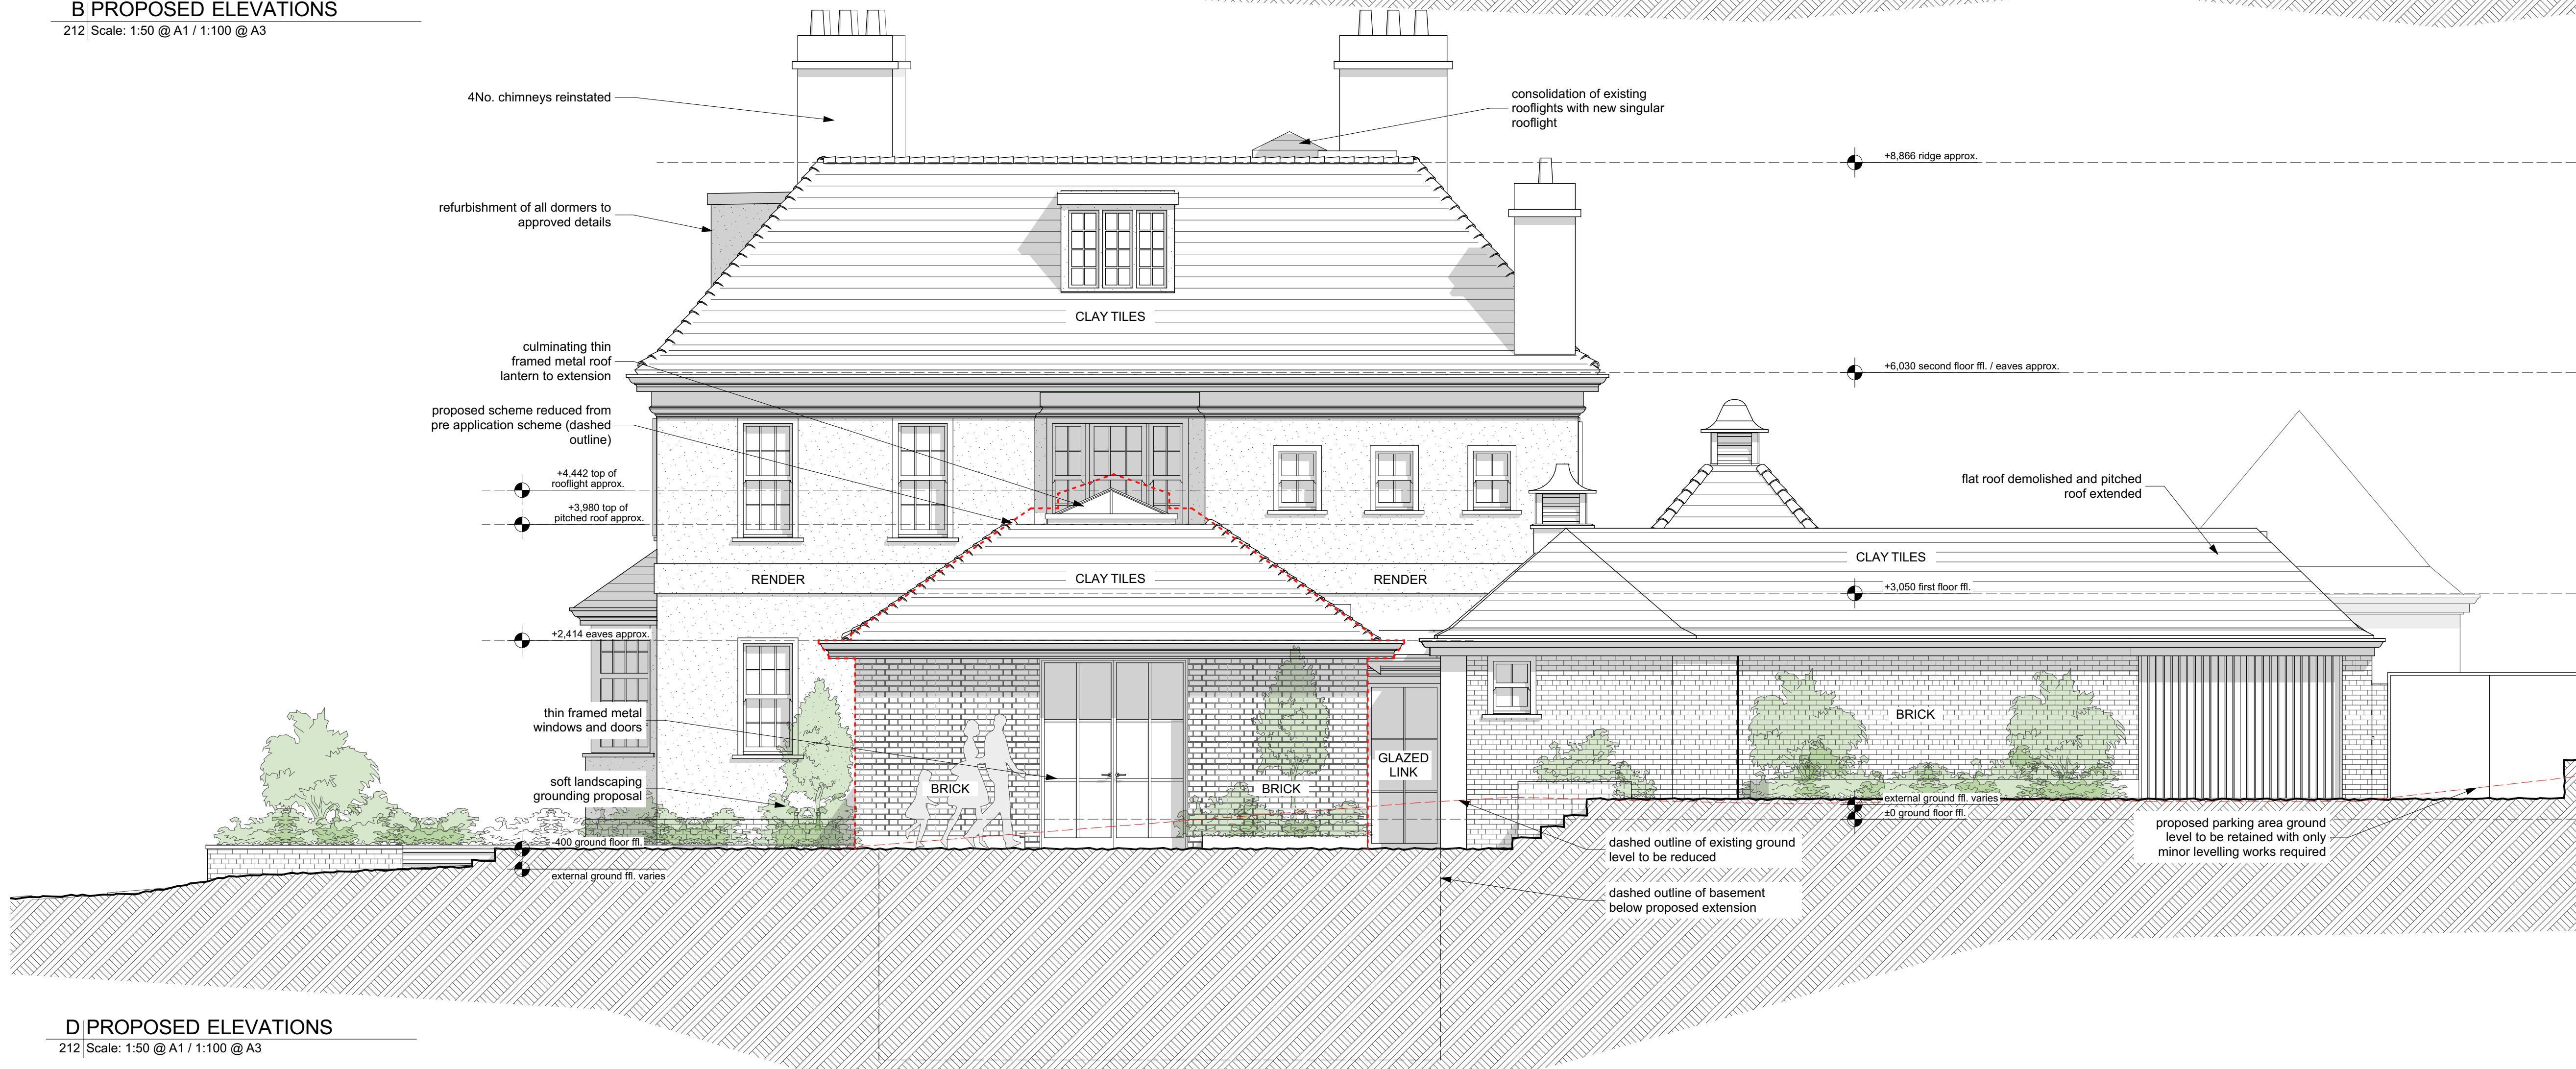 B PROPOSED ELEVATIONS
212 Scale: 1:50 @ A1 / 1:100 @ A3
4No. chimneys reinstated
consolidation of existing
rooflights with new singular
rooflight
+8,866 ridge approx.
refurbishment of all dormers to
approved details
CLAY TILES
culminating thin
framed metal roof
lantern to extension
+6,030 second floor ffl. / eaves approx.
proposed scheme reduced from
pre application scheme (dashed
outline)
+4,442 top of
rooflight approx.
+3,980 top of
pitched roof approx.
flat roof demolished and pitched
roof extended
CLAY TILES
RENDER
CLAY TILES
RENDER
+3,050 first floor ffl.
+2,414 eaves approx.
thin framed metal
windows and doors
BRICK
GLAZED
LINK
soft landscaping
grounding proposal
BRICK
BRICK
external ground ffl. varies
±0 ground floor ffl.
proposed parking area ground
level to be retained with only
minor levelling works required
-400 ground floor ffl.
dashed outline of existing ground
level to be reduced
external ground ffl. varies
dashed outline of basement
below proposed extension
D PROPOSED ELEVATIONS
212 Scale: 1:50 @ A1 / 1:100 @ A3